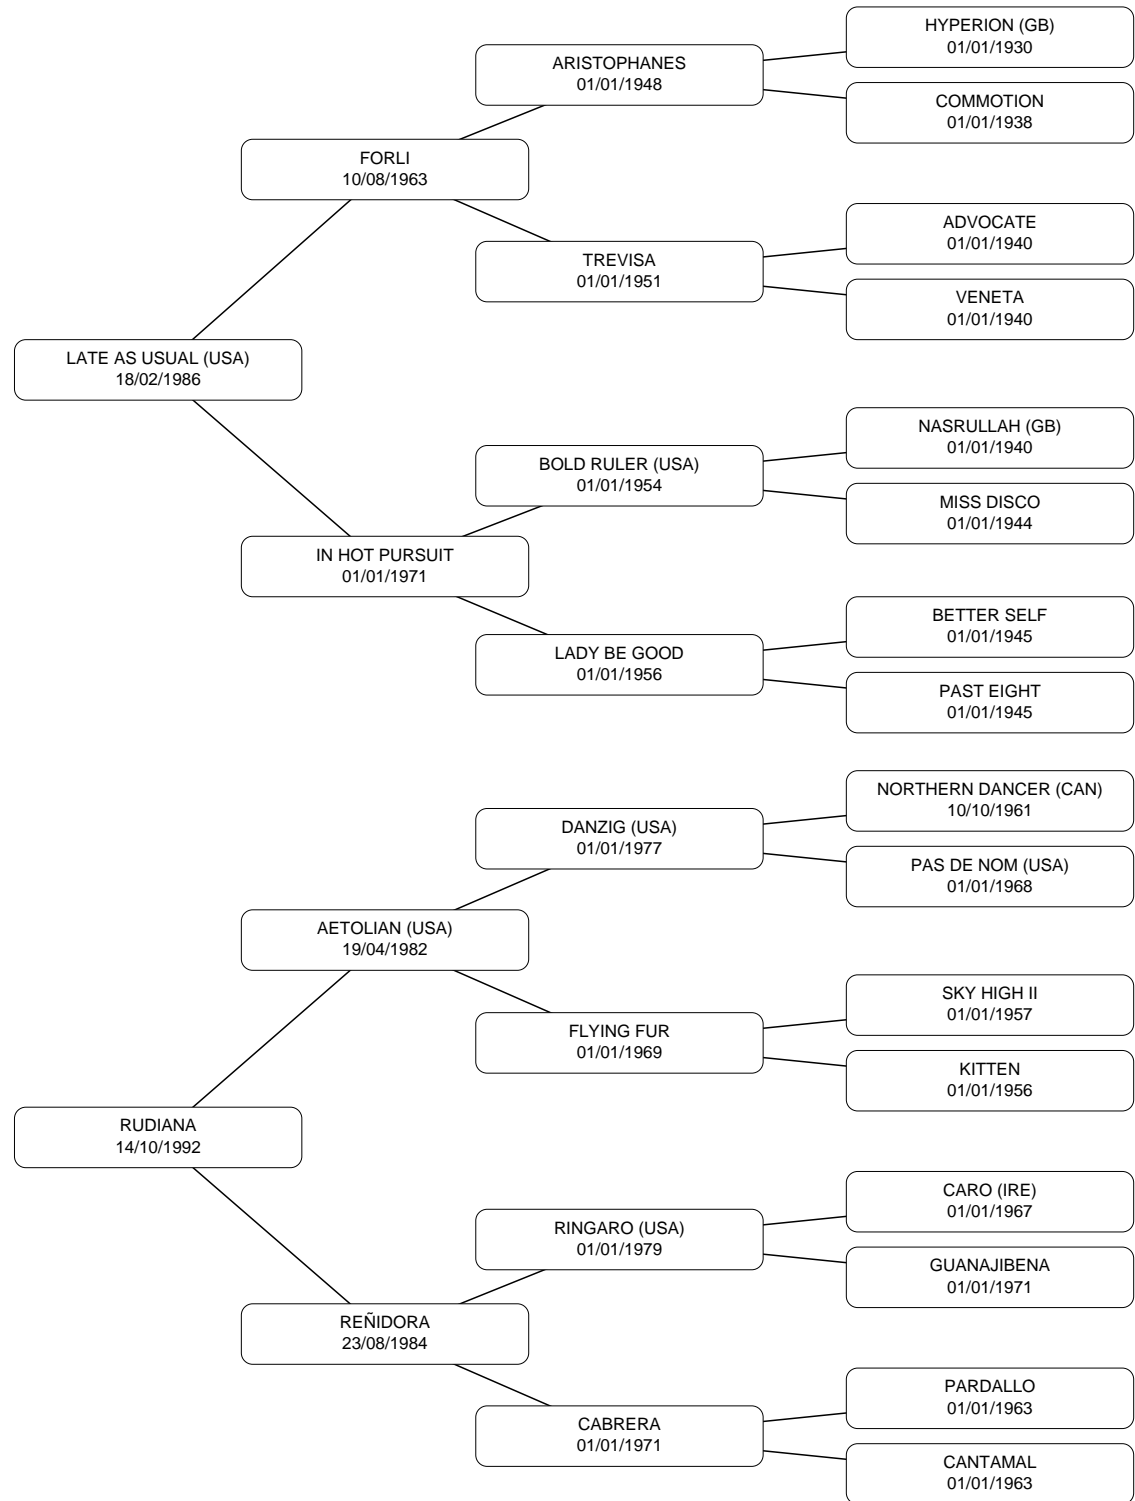 HYPERION (GB)
01/01/1930
ARISTOPHANES
01/01/1948
COMMOTION
01/01/1938
FORLI
10/08/1963
ADVOCATE
01/01/1940
TREVISA
01/01/1951
VENETA
01/01/1940
LATE AS USUAL (USA)
18/02/1986
NASRULLAH (GB)
01/01/1940
BOLD RULER (USA)
01/01/1954
MISS DISCO
01/01/1944
IN HOT PURSUIT
01/01/1971
BETTER SELF
01/01/1945
LADY BE GOOD
01/01/1956
PAST EIGHT
01/01/1945
NORTHERN DANCER (CAN)
10/10/1961
DANZIG (USA)
01/01/1977
PAS DE NOM (USA)
01/01/1968
AETOLIAN (USA)
19/04/1982
SKY HIGH II
01/01/1957
FLYING FUR
01/01/1969
KITTEN
01/01/1956
RUDIANA
14/10/1992
CARO (IRE)
01/01/1967
RINGARO (USA)
01/01/1979
GUANAJIBENA
01/01/1971
REÑIDORA
23/08/1984
PARDALLO
01/01/1963
CABRERA
01/01/1971
CANTAMAL
01/01/1963